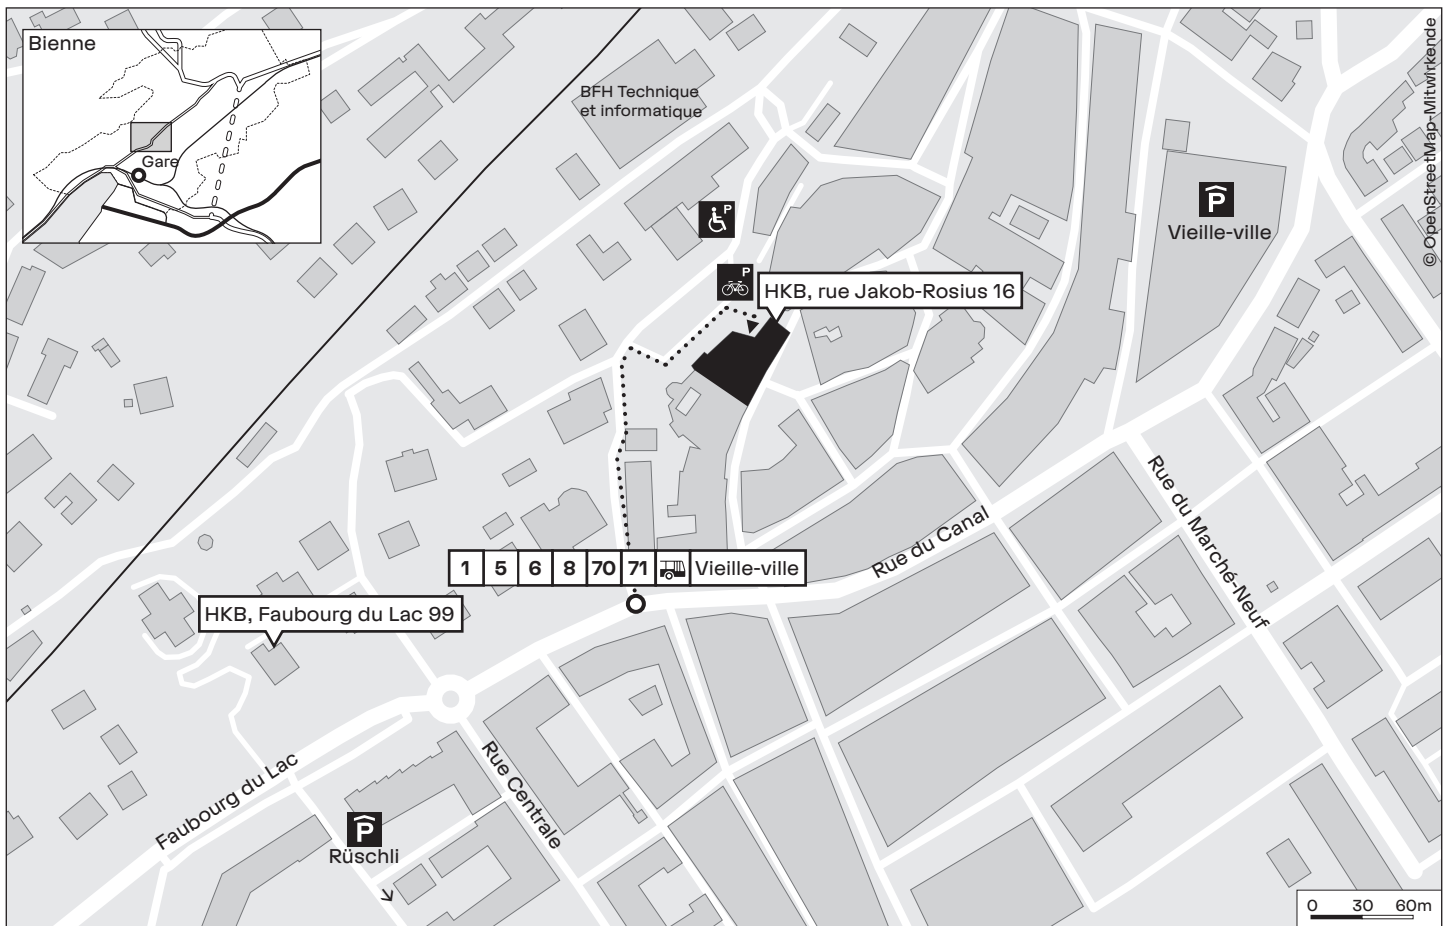 Bienne
Gare
BFH Technique
et informatique
© OpenStreetMap-Mitwirkende
P
P
Vieille-ville
P
HKB, rue Jakob-Rosius 16
Rue du Marché-Neuf
Rue du Canal
1 5 6 8 70 71 Vieille-ville
HKB, Faubourg du Lac 99
Faubourg du Lac
Rue Centrale
P
Rüschli
0 30 60m